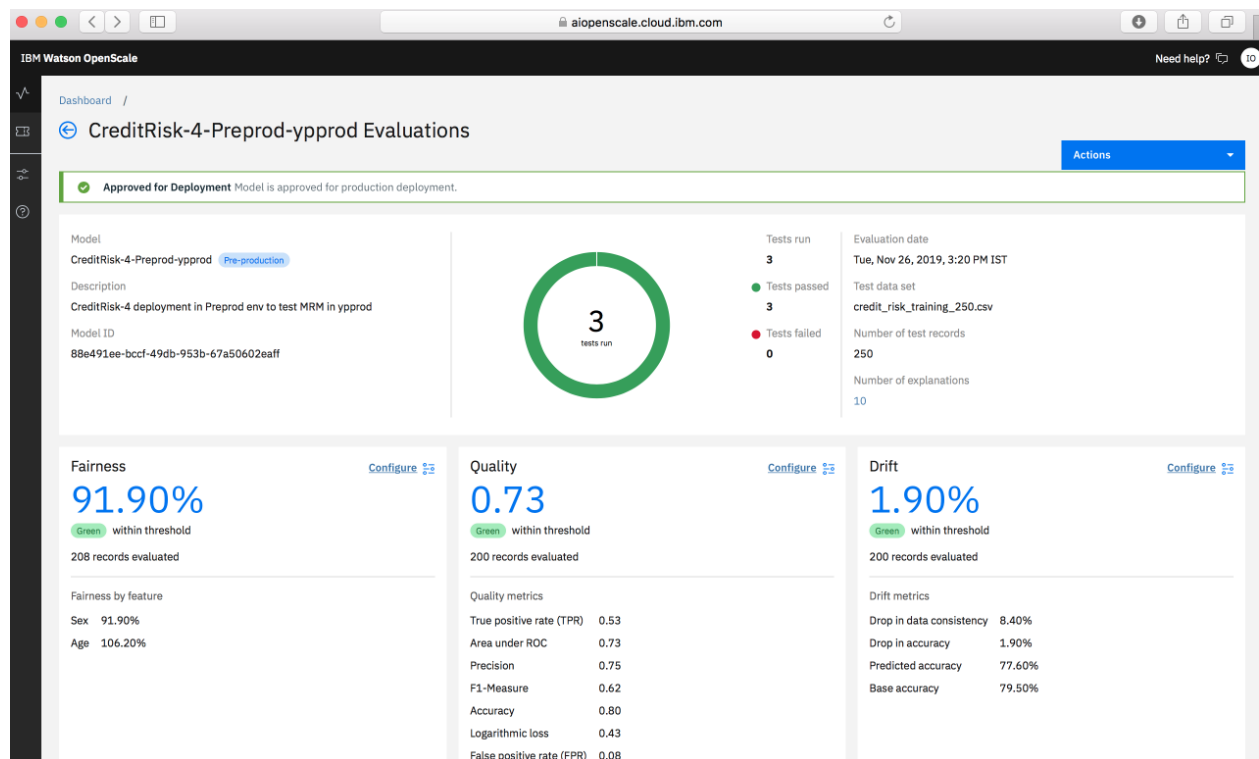 aiopenscale.cloud.ibm.com
IBM Watson OpenScale
Need help?
IO
Dashboard /
CreditRisk-4-Preprod-ypprod Evaluations
Actions
Approved for Deployment Model is approved for production deployment.
Model
CreditRisk-4-Preprod-ypprod Pre-production
Description
CreditRisk-4 deployment in Preprod env to test MRM in ypprod
Model ID
88e491ee-bccf-49db-953b-67a50602eaff
3
tests run
Tests run
3
Tests passed
3
Tests failed
0
Evaluation date
Tue, Nov 26, 2019, 3:20 PM IST
Test data set
credit_risk_training_250.csv
Number of test records
250
Number of explanations
10
Fairness
Configure
91.90%
Green within threshold
208 records evaluated
Fairness by feature
Sex 91.90%
Age 106.20%
Quality
Configure
0.73
Green within threshold
200 records evaluated
Quality metrics
True positive rate (TPR) 0.53
Area under ROC 0.73
Precision 0.75
F1-Measure 0.62
Accuracy 0.80
Logarithmic loss 0.43
False positive rate (FPR) 0.08
Drift
Configure
1.90%
Green within threshold
200 records evaluated
Drift metrics
Drop in data consistency 8.40%
Drop in accuracy 1.90%
Predicted accuracy 77.60%
Base accuracy 79.50%